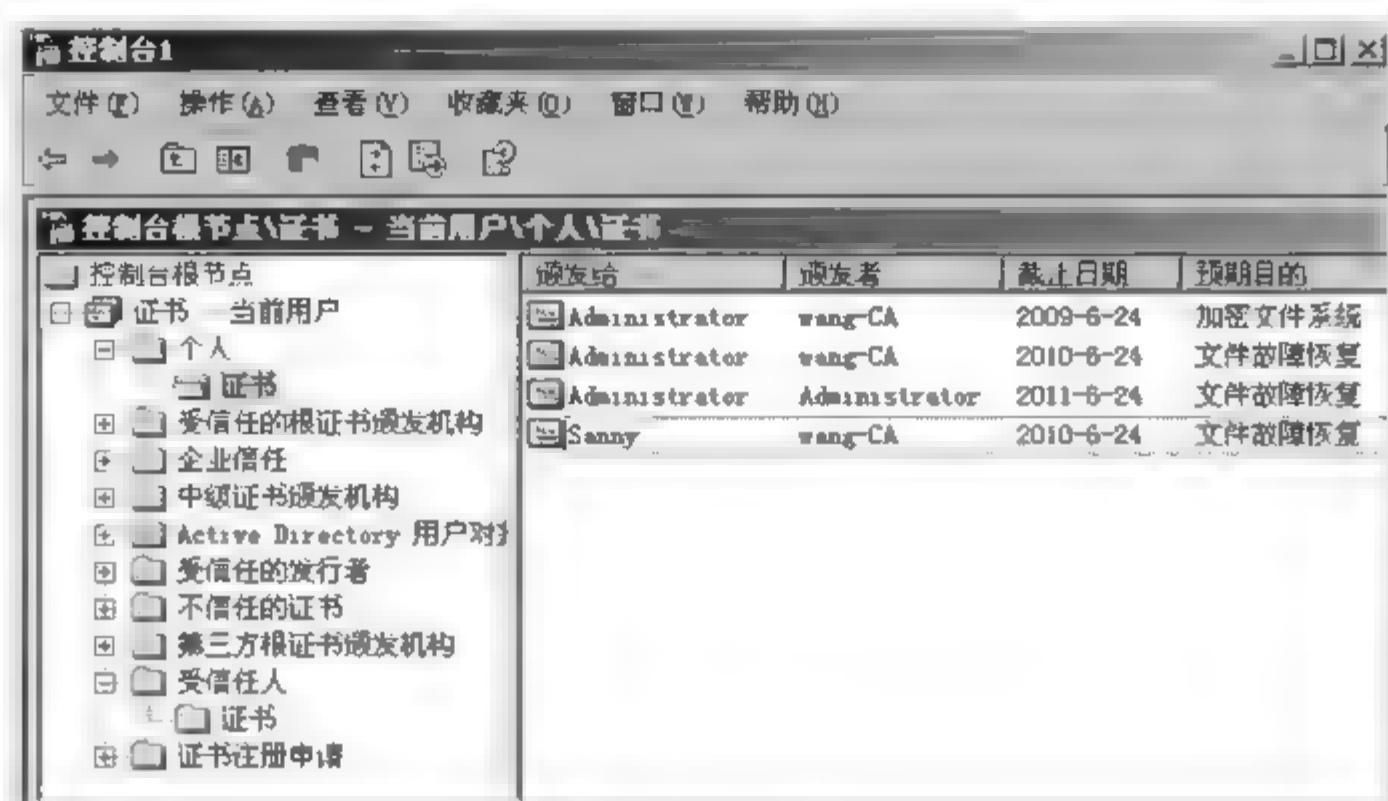 控制台1
文件(F) 操作(A) 查看(V) 收藏夹(O) 窗口(W) 帮助(H)
控制台根节点\证书 - 当前用户\个人\证书
控制台根节点
证书 当前用户
个人
证书
受信任的根证书颁发机构
企业信任
中级证书颁发机构
Active Directory 用户对
受信任的发行者
不信任的证书
第三方根证书颁发机构
受信任人
证书
证书注册申请
颁发给 颁发者 截止日期 预期目的
Administrator wang-CA 2009-6-24 加密文件系统
Administrator wang-CA 2010-6-24 文件故障恢复
Administrator Administrator 2011-6-24 文件故障恢复
Sanny wang-CA 2010-6-24 文件故障恢复